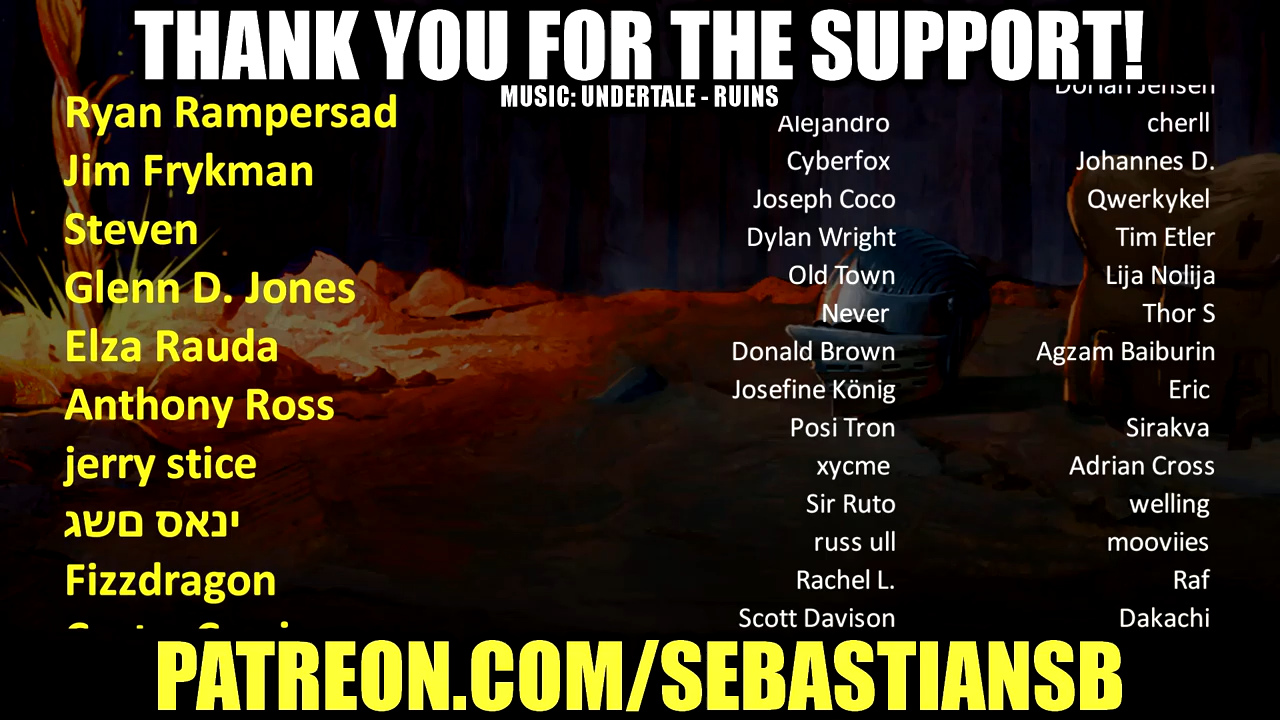 THANK YOU FOR THE SUPPORT!
MUSIC: UNDERTALE - RUINS
Ryan Rampersad
Jim Frykman
Steven
Glenn D. Jones
Elza Rauda
Anthony Ross
jerry stice
ינאס םשג
Fizzdragon
Alejandro
Cyberfox
Joseph Coco
Dylan Wright
Old Town
Never
Donald Brown
Josefine König
Posi Tron
xycme
Sir Ruto
russ ull
Rachel L.
Scott Davison
Dorian Jensen
cherll
Johannes D.
Qwerkykel
Tim Etler
Lija Nolija
Thor S
Agzam Baiburin
Eric
Sirakva
Adrian Cross
welling
mooviies
Raf
Dakachi
PATREON.COM/SEBASTIANSB